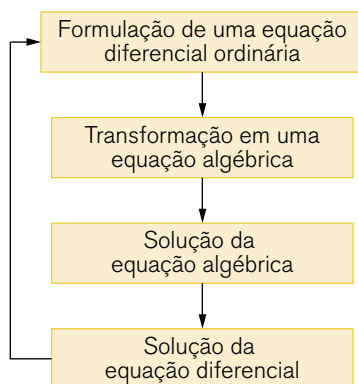 Formulação de uma equação
diferencial ordinária
Transformação em uma
equação algébrica
Solução da
equação algébrica
Solução da
equação diferencial